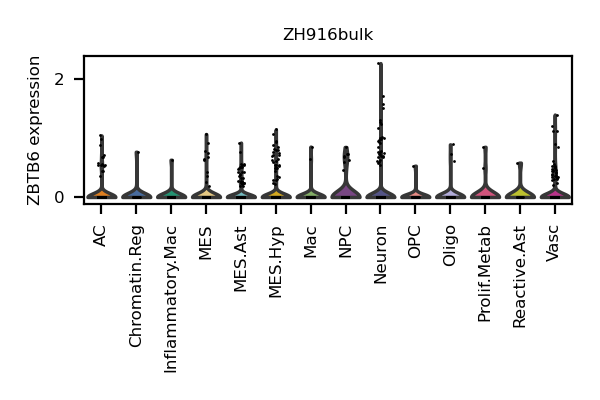 ZH916bulk
ZBTB6 expression
2
0
AC
Chromatin.Reg
Inflammatory.Mac
MES
MES.Ast
MES.Hyp
Mac
NPC
Neuron
OPC
Oligo
Prolif.Metab
Reactive.Ast
Vasc